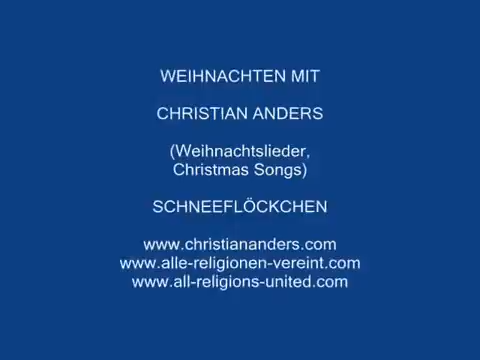 WEIHNACHTEN MIT
CHRISTIAN ANDERS
(Weihnachtslieder,
Christmas Songs)
SCHNEEFLÖCKCHEN
www.christiananders.com
www.alle-religionen-vereint.com
www.all-religions-united.com